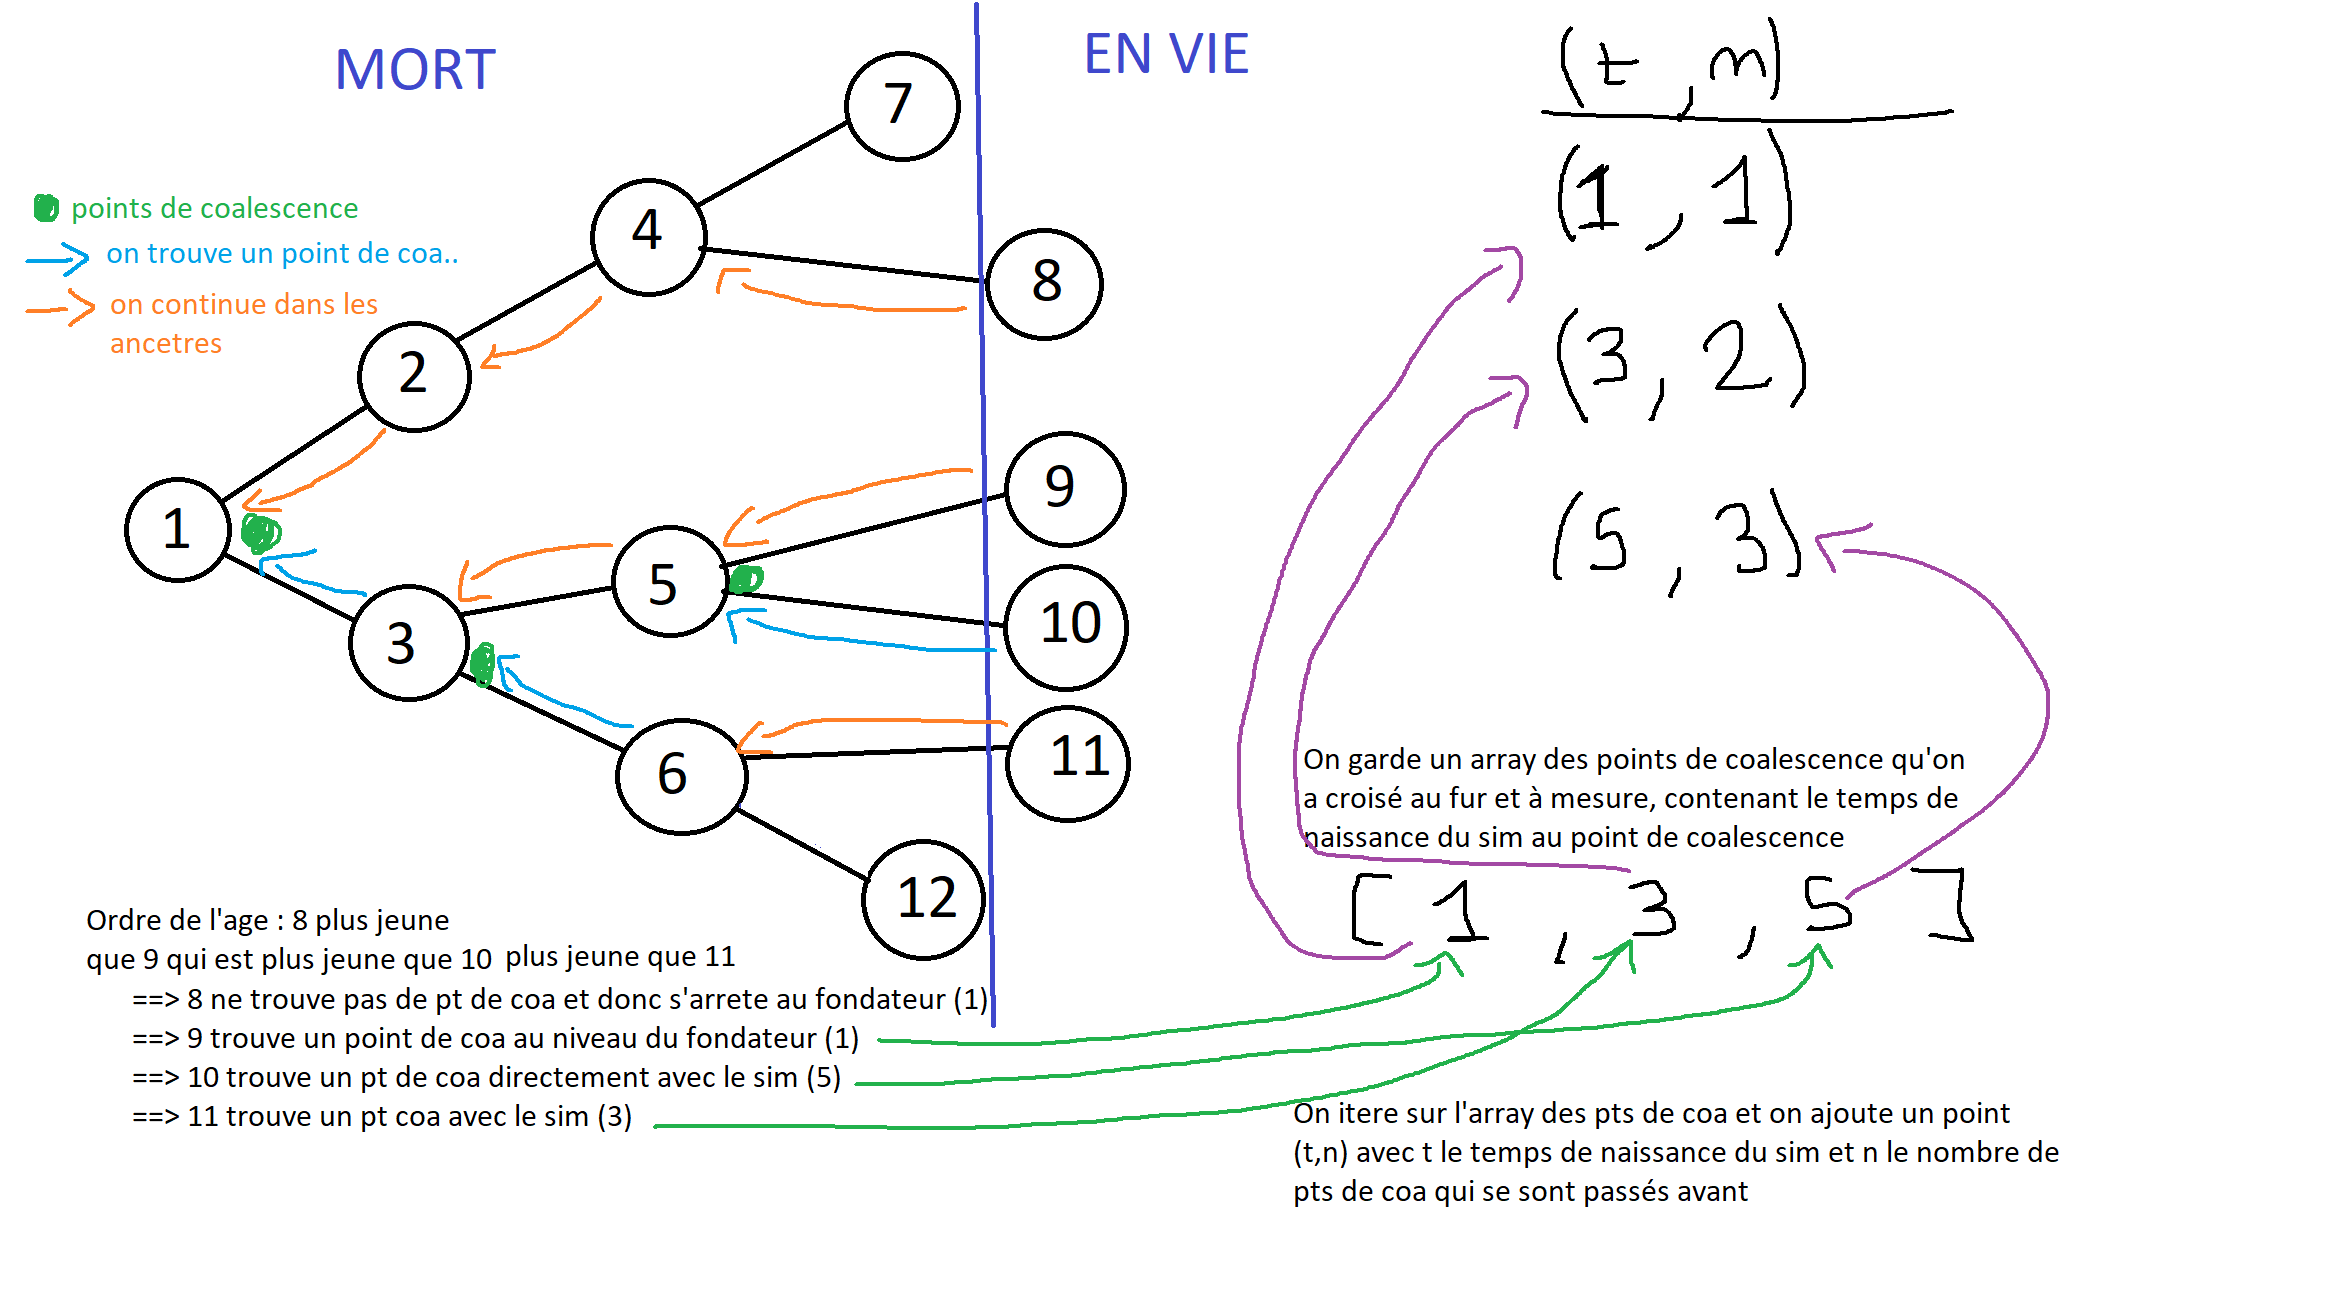 MORT
EN VIE
(t, n)
(1, 1)
(3, 2)
(5, 3)
points de coalescence
on trouve un point de coa..
on continue dans les
ancetres
7
4
8
2
9
1
5
10
3
11
6
12
On garde un array des points de coalescence qu'on
a croisé au fur et à mesure, contenant le temps de
naissance du sim au point de coalescence
[1, 3, 5]
Ordre de l'age : 8 plus jeune
que 9 qui est plus jeune que 10 plus jeune que 11
==> 8 ne trouve pas de pt de coa et donc s'arrete au fondateur (1)
==> 9 trouve un point de coa au niveau du fondateur (1)
==> 10 trouve un pt de coa directement avec le sim (5)
==> 11 trouve un pt coa avec le sim (3)
On itere sur l'array des pts de coa et on ajoute un point
(t,n) avec t le temps de naissance du sim et n le nombre de
pts de coa qui se sont passés avant